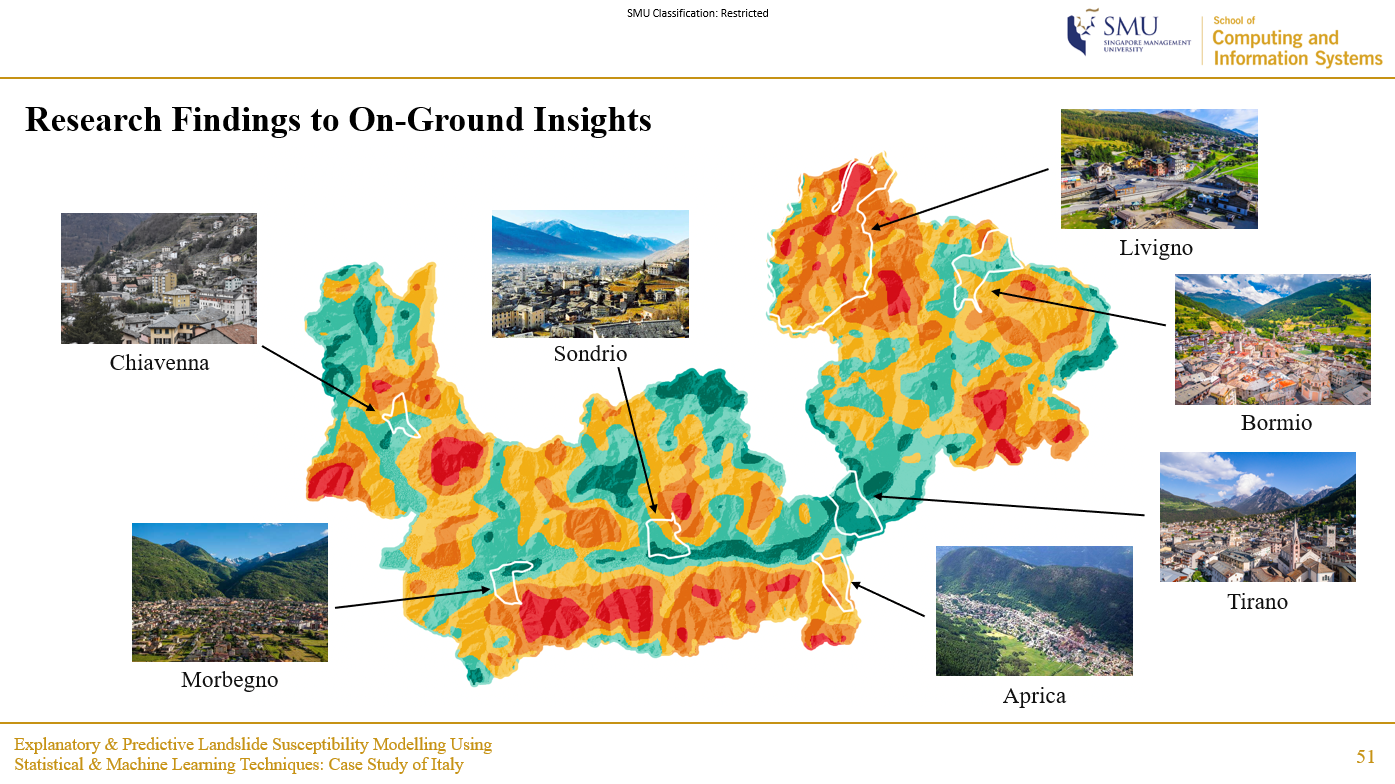 SMU Classification: Restricted
SMU
SINGAPORE MANAGEMENT
UNIVERSITY
School of
Computing and
Information Systems
Research Findings to On-Ground Insights
Livigno
Chiavenna
Sondrio
Bormio
Tirano
Morbegno
Aprica
Explanatory & Predictive Landslide Susceptibility Modelling Using
Statistical & Machine Learning Techniques: Case Study of Italy
51